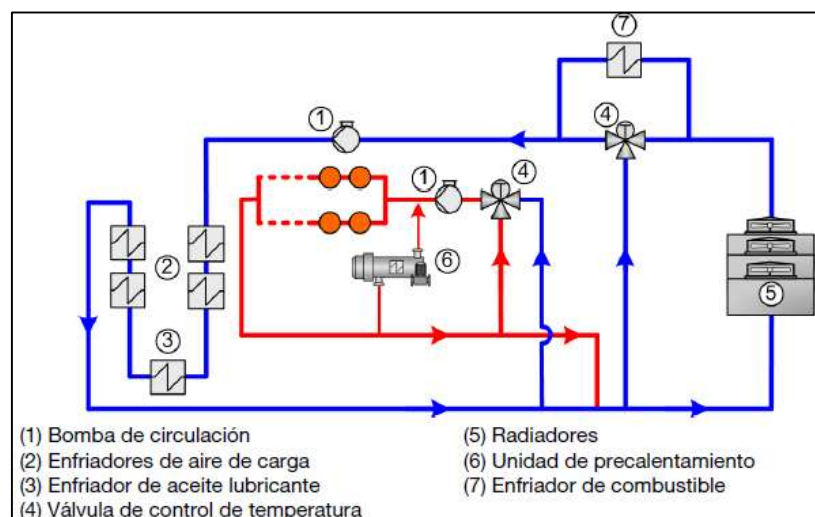 7
1
4
1
4
2
6
5
3
(1) Bomba de circulación
(2) Enfriadores de aire de carga
(3) Enfriador de aceite lubricante
(4) Válvula de control de temperatura
(5) Radiadores
(6) Unidad de precalentamiento
(7) Enfriador de combustible